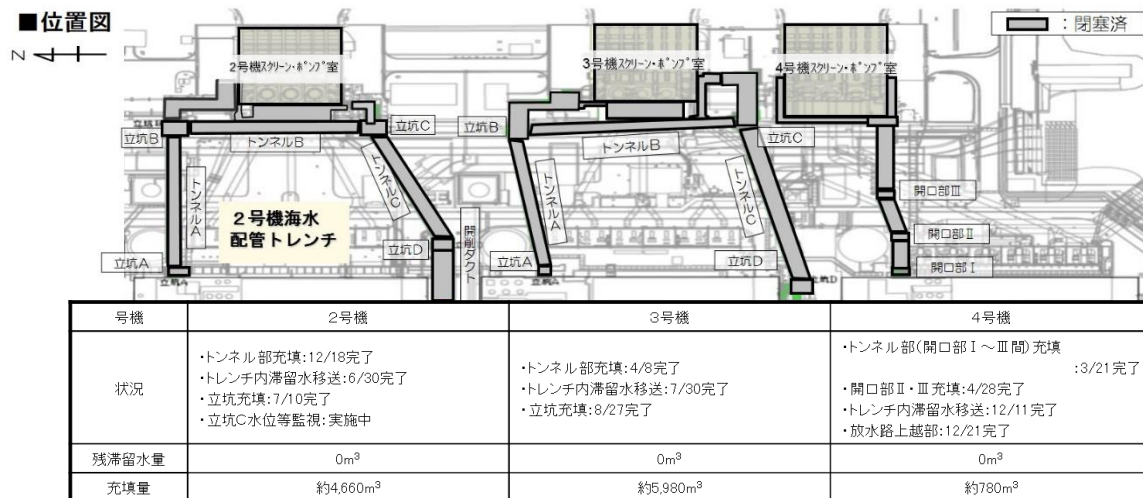 ■位置図
N
:閉塞済
2号機スクリーン・ポンプ室
3号機スクリーン・ポンプ室
4号機スクリーン・ポンプ室
立坑B
トンネルB
立坑C
トンネルA
トンネルC
2号機海水
配管トレンチ
立坑A
立坑A
立坑D
開削ダクト
立坑B
トンネルB
立坑C
トンネルA
トンネルC
立坑A
立坑A
立坑D
立坑D
開口部Ⅲ
開口部Ⅱ
開口部Ⅰ
号機 2号機 3号機 4号機
状況
・トンネル部充填:12/18完了
・トレンチ内滞留水移送:6/30完了
・立坑充填:7/10完了
・立坑C水位等監視:実施中
・トンネル部充填:4/8完了
・トレンチ内滞留水移送:7/30完了
・立坑充填:8/27完了
・トンネル部(開口部Ⅰ～Ⅲ間)充填
:3/21完了
・開口部Ⅱ・Ⅲ充填:4/28完了
・トレンチ内滞留水移送:12/11完了
・放水路上越部:12/21完了
残滞留水量 0m³ 0m³ 0m³
充填量 約4,660m³ 約5,980m³ 約780m³